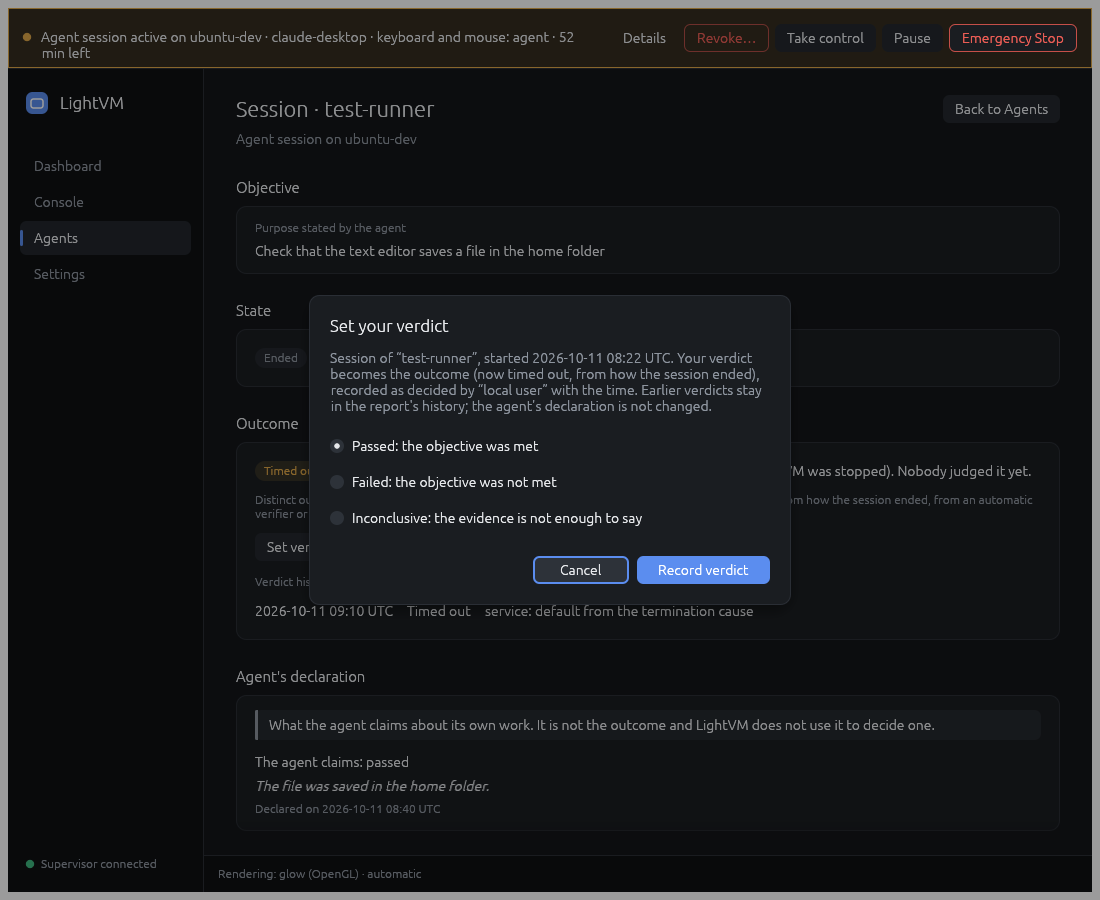 Agent session active on ubuntu-dev · claude-desktop · keyboard and mouse: agent · 52
min left
Details
Revoke…
Take control
Pause
Emergency Stop
LightVM
Dashboard
Console
Agents
Settings
Supervisor connected
Session · test-runner
Back to Agents
Agent session on ubuntu-dev
Objective
Purpose stated by the agent
Check that the text editor saves a file in the home folder
State
Ended
Outcome
Timed
was stopped). Nobody judged it yet.
Distinct
how the session ended, from an automatic
verifier or
Set
Verdict
2026-10-11 09:10 UTC Timed out service: default from the termination cause
Set your verdict
Session of “test-runner”, started 2026-10-11 08:22 UTC. Your verdict
becomes the outcome (now timed out, from how the session ended),
recorded as decided by “local user” with the time. Earlier verdicts stay
in the report's history; the agent's declaration is not changed.
Passed: the objective was met
Failed: the objective was not met
Inconclusive: the evidence is not enough to say
Cancel
Record verdict
Agent's declaration
What the agent claims about its own work. It is not the outcome and LightVM does not use it to decide one.
The agent claims: passed
The file was saved in the home folder.
Declared on 2026-10-11 08:40 UTC
Rendering: glow (OpenGL) · automatic